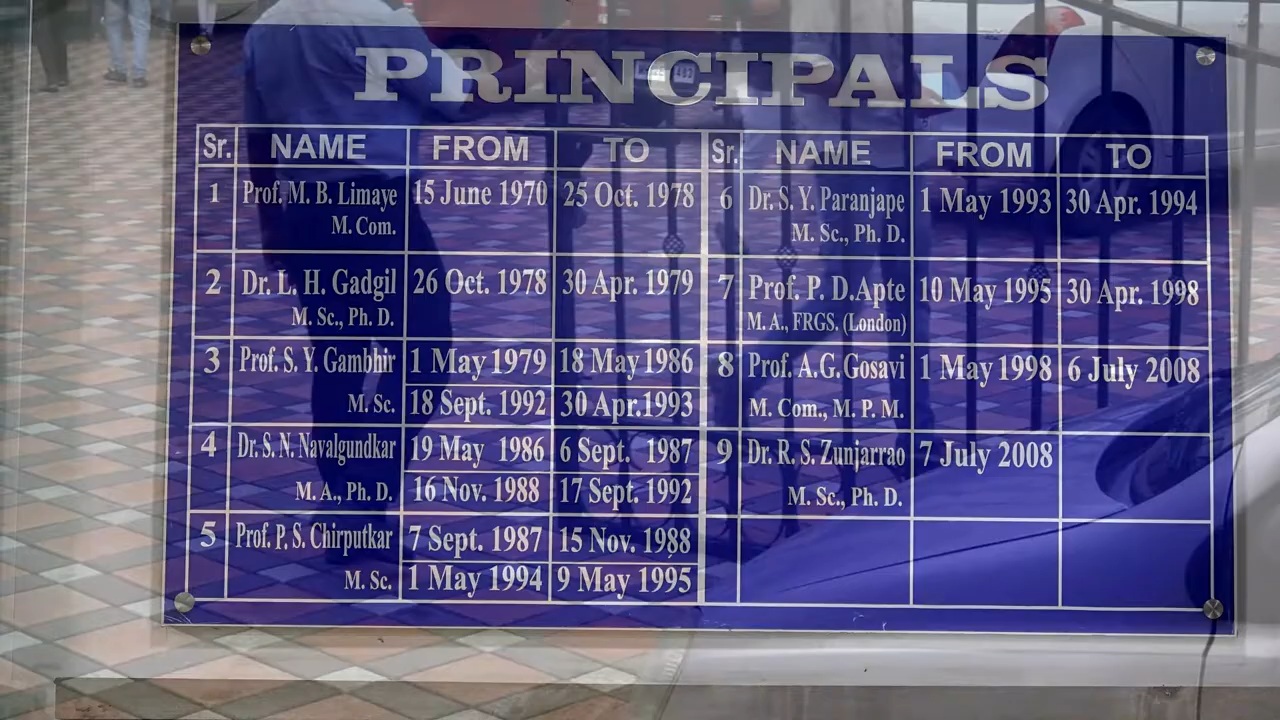 PRINCIPALS
Sr. NAME FROM TO
1 Prof. M. B. Limaye 15 June 1970 25 Oct. 1978
M. Com.
2 Dr. L. H. Gadgil 26 Oct. 1978 30 Apr. 1979
M. Sc., Ph. D.
3 Prof. S. Y. Gambhir 1 May 1979 18 May 1986
M. Sc. 18 Sept. 1992 30 Apr.1993
4 Dr. S. N. Navalgundkar 19 May 1986 6 Sept. 1987
M. A., Ph. D. 16 Nov. 1988 17 Sept. 1992
5 Prof. P. S. Chirputkar 7 Sept. 1987 15 Nov. 1988
M. Sc. 1 May 1994 9 May 1995
Sr. NAME FROM TO
6 Dr. S. Y. Paranjape 1 May 1993 30 Apr. 1994
M. Sc., Ph. D.
7 Prof. P. D.Apte 10 May 1995 30 Apr. 1998
M. A., FRGS. (London)
8 Prof. A.G. Gosavi 1 May 1998 6 July 2008
M. Com., M. P. M.
9 Dr. R. S. Zunjarrao 7 July 2008
M. Sc., Ph. D.